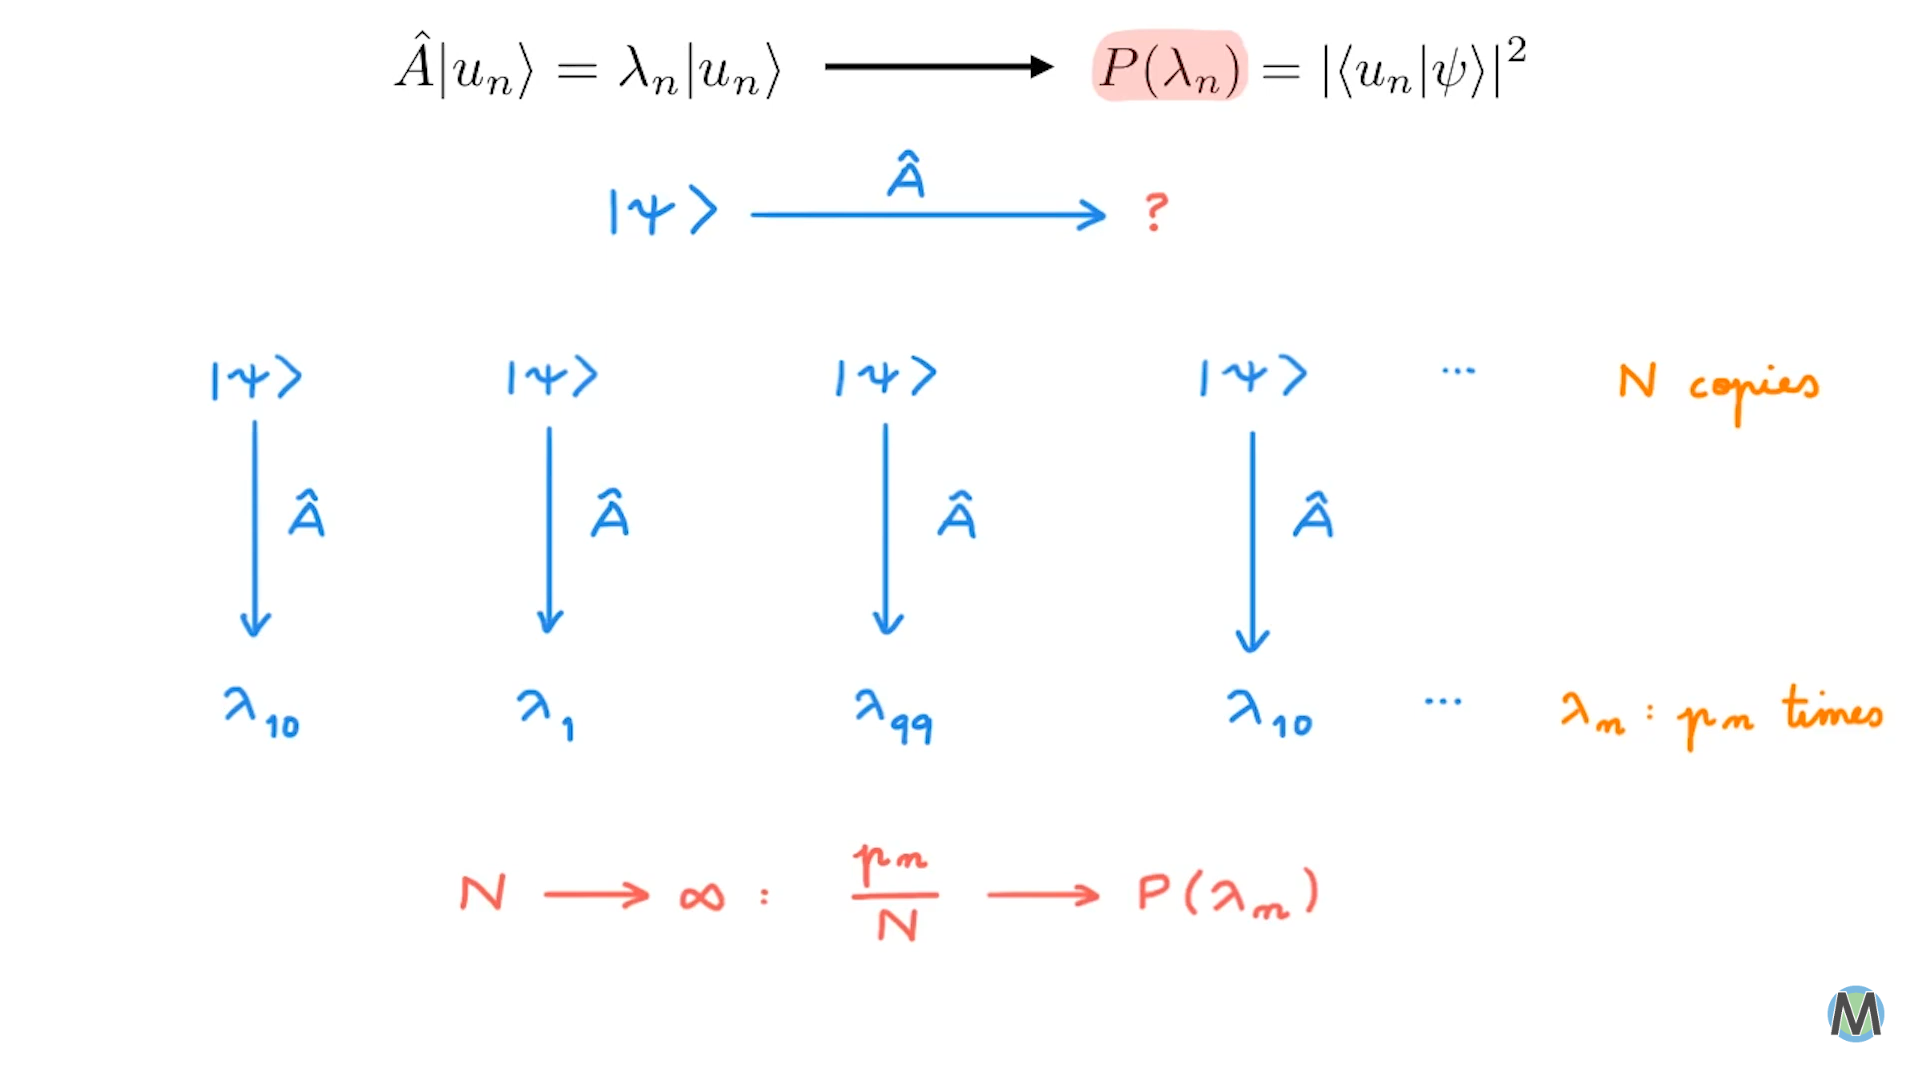 Â|uₙ⟩ = λₙ|uₙ⟩ ⟶ P(λₙ) = |⟨uₙ|ψ⟩|²
|ψ⟩ Â ⟶ ?
|ψ⟩ |ψ⟩ |ψ⟩ |ψ⟩ ... N copies
Â Â Â Â
λ₁₀ λ₁ λ₉₉ λ₁₀ ... λₙ : pₙ times
N ⟶ ∞ : pₙ/N ⟶ P(λₙ)
M